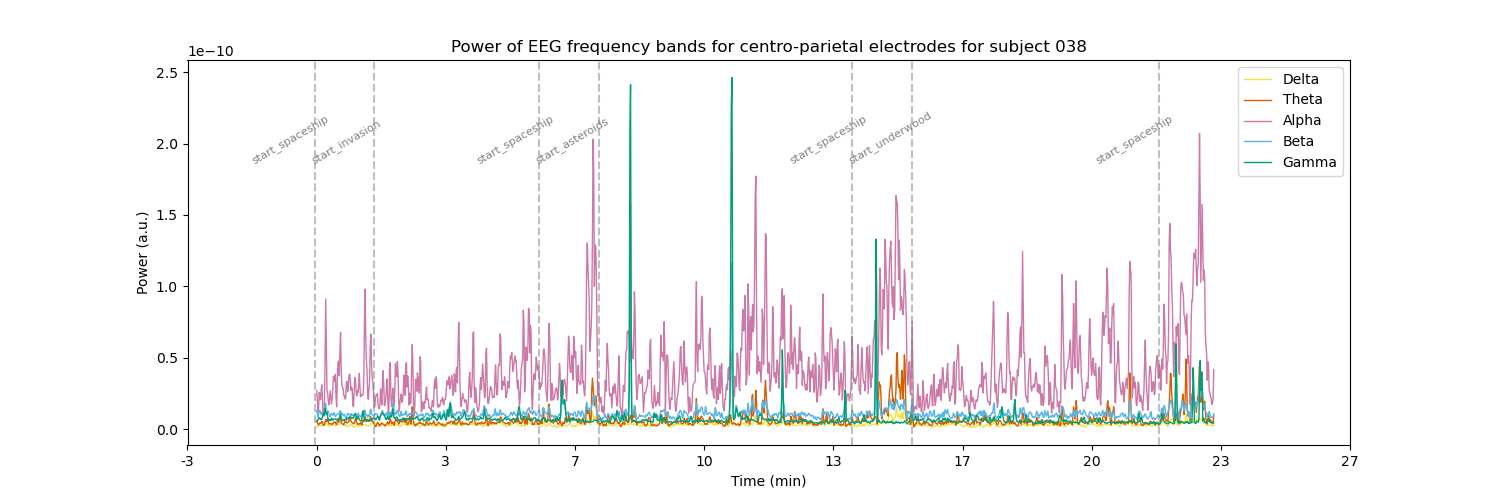 Power of EEG frequency bands for centro-parietal electrodes for subject 038
1e−10
2.5
2.0
1.5
1.0
0.5
0.0
Power (a.u.)
start_spaceship
start_invasion
start_spaceship
start_asteroids
start_spaceship
start_underwood
start_spaceship
Delta
Theta
Alpha
Beta
Gamma
-3 0 3 7 10 13 17 20 23 27
Time (min)